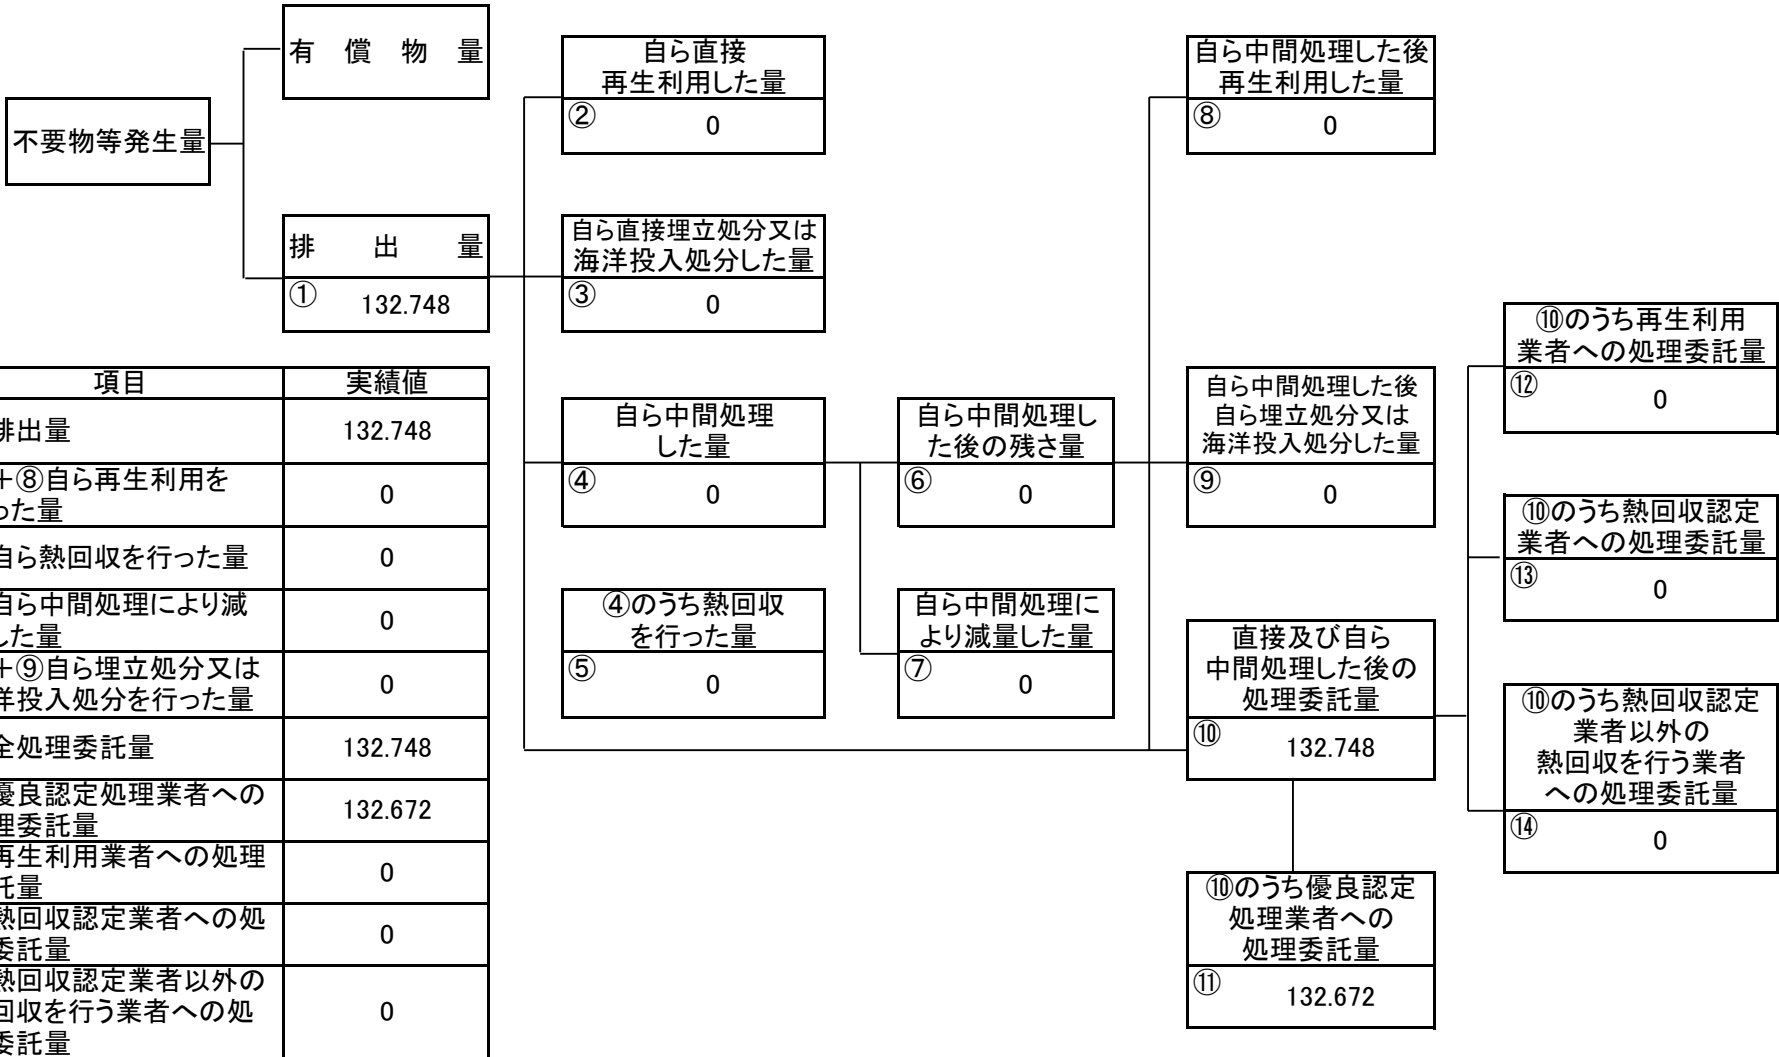 有償物量
不要物等発生量
排出量
① 132.748
自ら直接
再生利用した量
② 0
自ら直接埋立処分又は
海洋投入処分した量
③ 0
自ら中間処理
した量
④ 0
④のうち熱回収
を行った量
⑤ 0
自ら中間処理し
た後の残さ量
⑥ 0
自ら中間処理に
より減量した量
⑦ 0
自ら中間処理した後
再生利用した量
⑧ 0
自ら中間処理した後
自ら埋立処分又は
海洋投入処分した量
⑨ 0
直接及び自ら
中間処理した後の
処理委託量
⑩ 132.748
⑩のうち優良認定
処理業者への
処理委託量
⑪ 132.672
⑩のうち再生利用
業者への処理委託量
⑫ 0
⑩のうち熱回収認定
業者への処理委託量
⑬ 0
⑩のうち熱回収認定
業者以外の
熱回収を行う業者
への処理委託量
⑭ 0
項目 実績値
排出量 132.748
+⑧自ら再生利用を
った量 0
自ら熱回収を行った量 0
自ら中間処理により減
した量 0
+⑨自ら埋立処分又は
洋投入処分を行った量 0
全処理委託量 132.748
優良認定処理業者への
理委託量 132.672
再生利用業者への処理
託量 0
熱回収認定業者への処
委託量 0
熱回収認定業者以外の
回収を行う業者への処
委託量 0